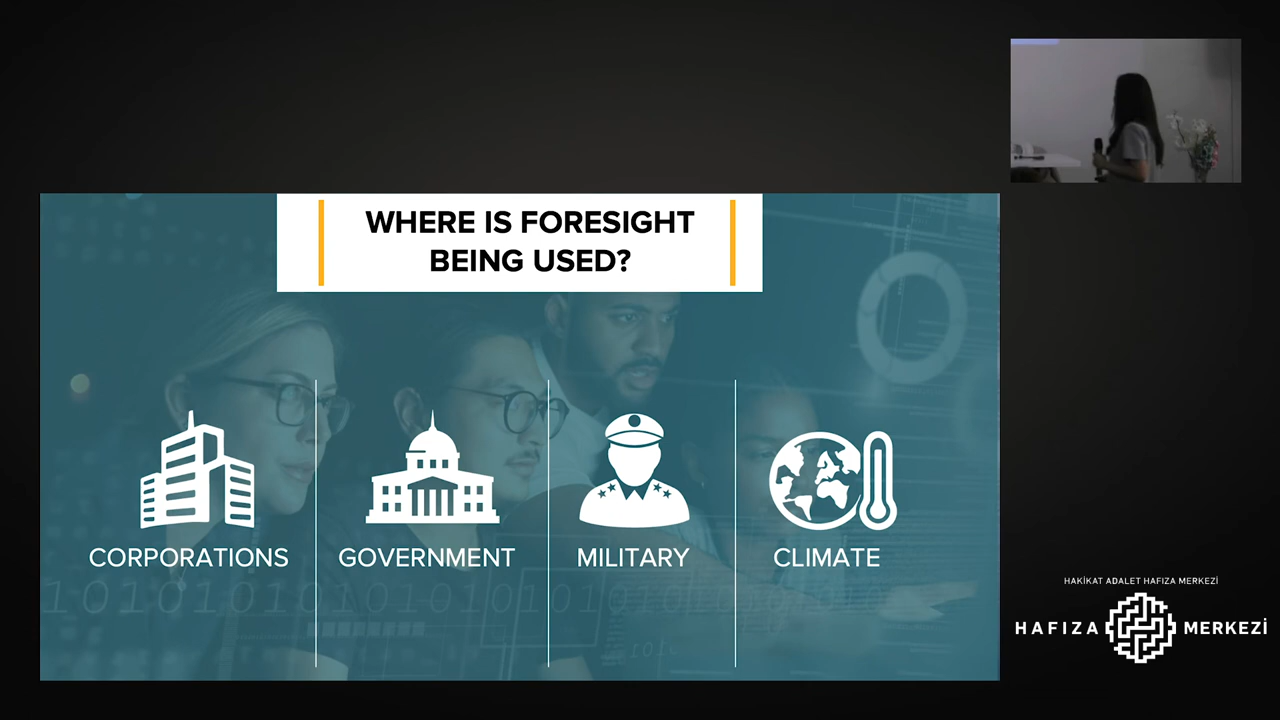 WHERE IS FORESIGHT
BEING USED?
CORPORATIONS
GOVERNMENT
MILITARY
CLIMATE
HAKİKAT ADALET HAFIZA MERKEZİ
HAFIZA MERKEZİ